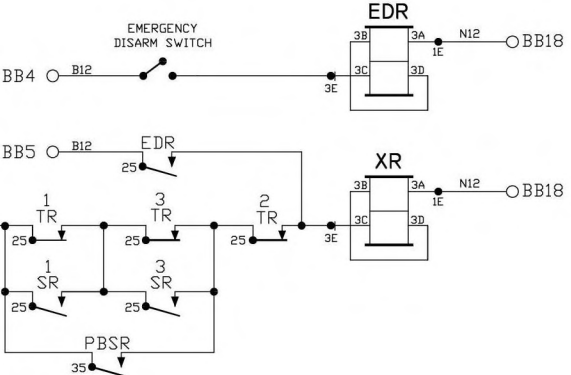 EDR
EMERGENCY
DISARM SWITCH
3B 3A N12
1E
BB18
BB4 B12
3C 3D
3E
BB5 B12
EDR
25
XR
3B 3A N12
1E
BB18
1
TR
3
TR
2
TR
3C 3D
25 25 25
3E
1
SR
3
SR
25 25
PBSR
35